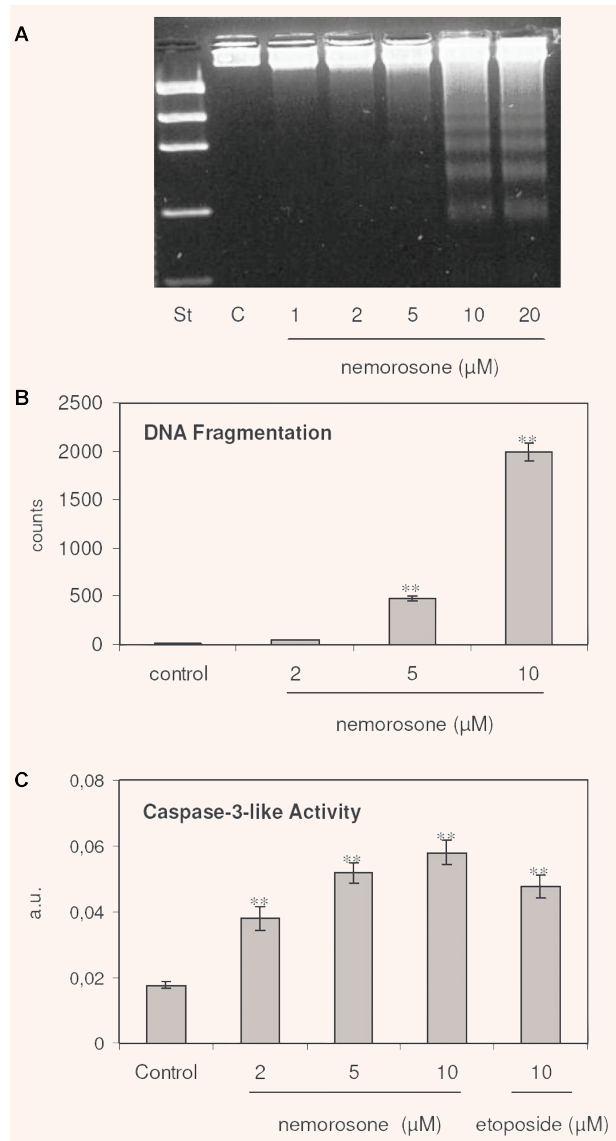 A
St C 1 2 5 10 20
nemorosone (µM)
B
DNA Fragmentation
counts
2500
2000
1500
1000
500
0
**
**
control 2 5 10
nemorosone (µM)
C
Caspase-3-like Activity
a.u.
0,08
0,06
0,04
0,02
0
**
**
**
**
Control 2 5 10 10
nemorosone (µM) etoposide (µM)